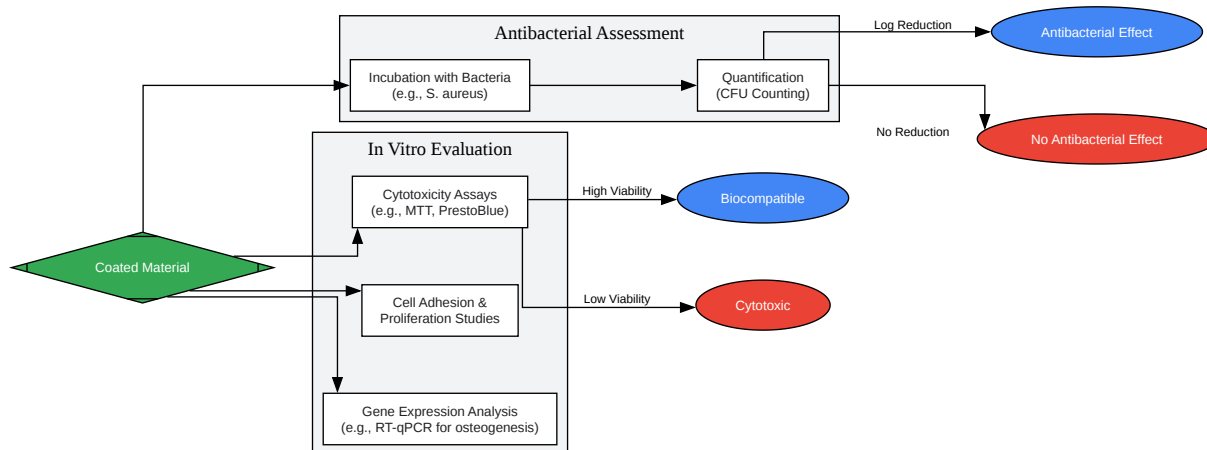 Antibacterial Assessment
Incubation with Bacteria
(e.g., S. aureus)
Quantification
(CFU Counting)
Log Reduction
Antibacterial Effect
No Reduction
No Antibacterial Effect
In Vitro Evaluation
Cytotoxicity Assays
(e.g., MTT, PrestoBlue)
High Viability
Biocompatible
Coated Material
Cell Adhesion &
Proliferation Studies
Low Viability
Cytotoxic
Gene Expression Analysis
(e.g., RT-qPCR for osteogenesis)